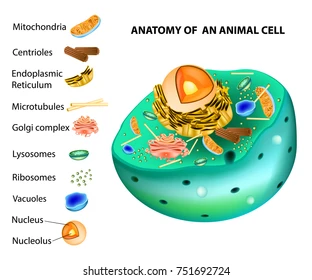 ANATOMY OF AN ANIMAL CELL
Mitochondria
Centrioles
Endoplasmic
Reticulum
Microtubules
Golgi complex
Lysosomes
Ribosomes
Vacuoles
Nucleus
Nucleolus
shutterstock.com · 751692724